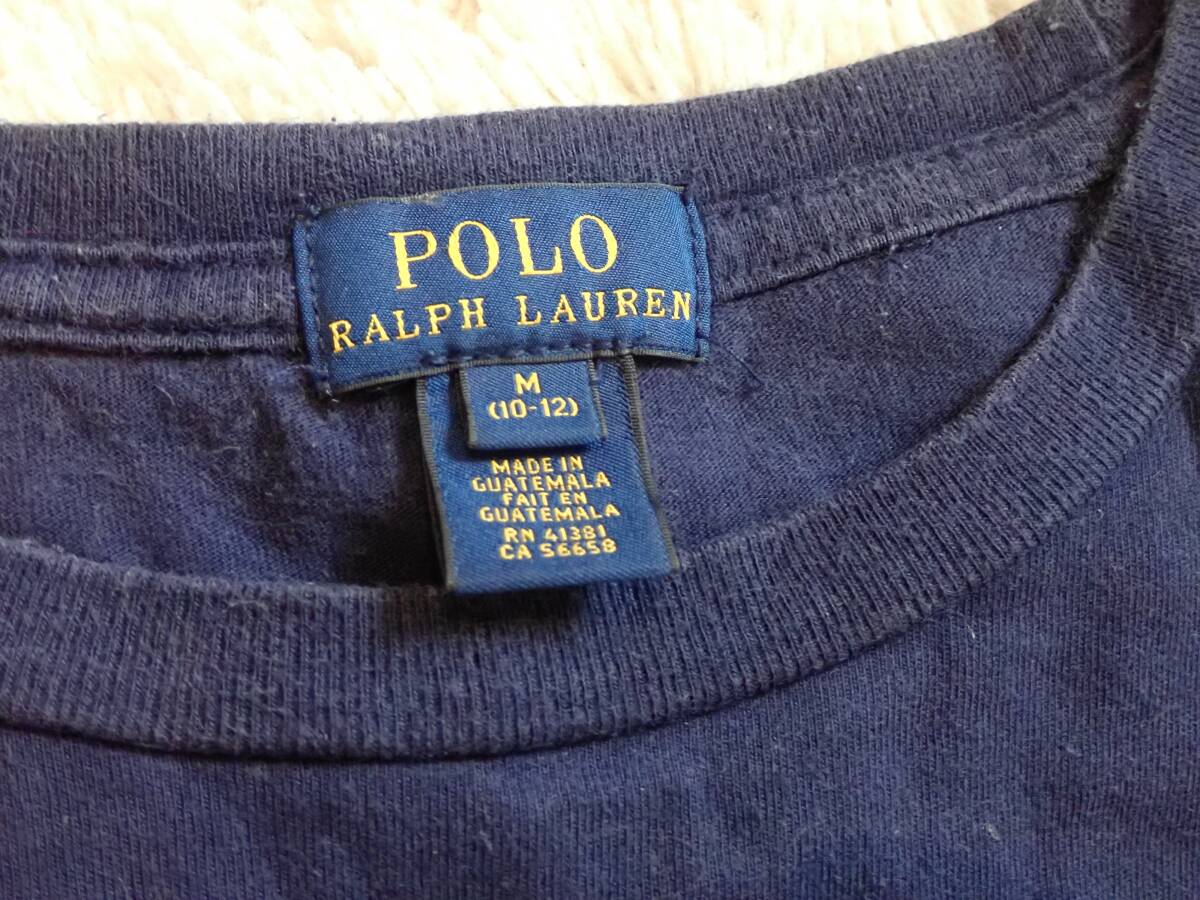 POLO
RALPH LAUREN
M
(10-12)
MADE IN
GUATEMALA
FAIT EN
GUATEMALA
RN 41381
CA 56658